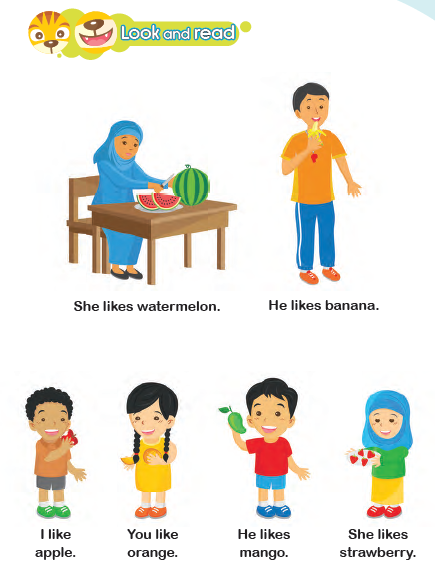 Look and read
She likes watermelon.
He likes banana.
I like
apple.
You like
orange.
He likes
mango.
She likes
strawberry.